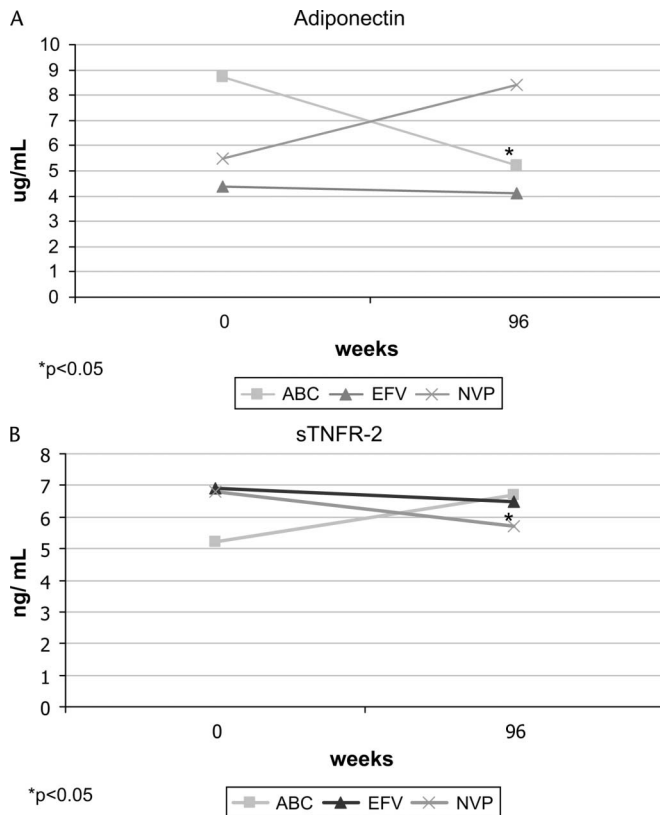 A
Adiponectin
10
9
8
7
6
5
4
3
2
1
0
ug/mL
*
0
96
weeks
*p<0.05
ABC EFV NVP
B
sTNFR-2
8
7
6
5
4
3
2
1
0
ng/ mL
*
0
96
weeks
*p<0.05
ABC EFV NVP